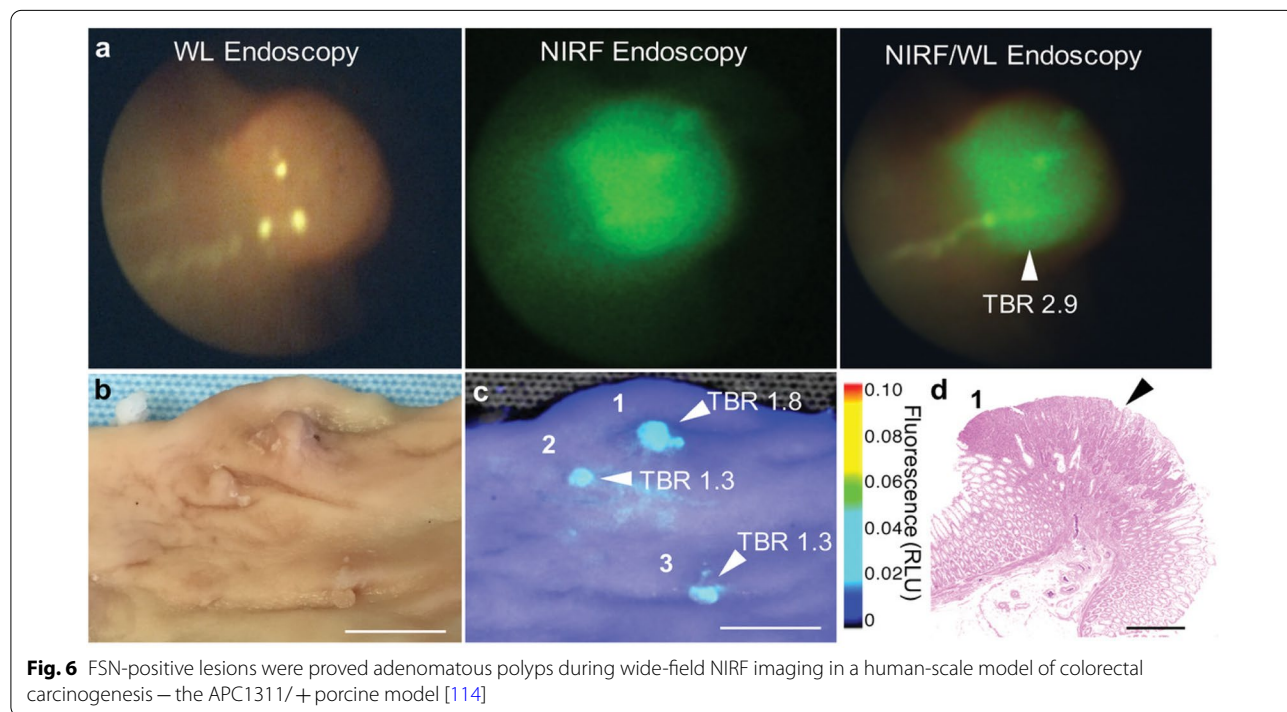 a
WL Endoscopy
NIRF Endoscopy
NIRF/WL Endoscopy
TBR 2.9
b
c
1
TBR 1.8
2
TBR 1.3
3
TBR 1.3
0.10
0.08
0.06
0.04
0.02
0
Fluorescence (RLU)
d
1
Fig. 6 FSN-positive lesions were proved adenomatous polyps during wide-field NIRF imaging in a human-scale model of colorectal
carcinogenesis — the APC1311/ + porcine model [114]